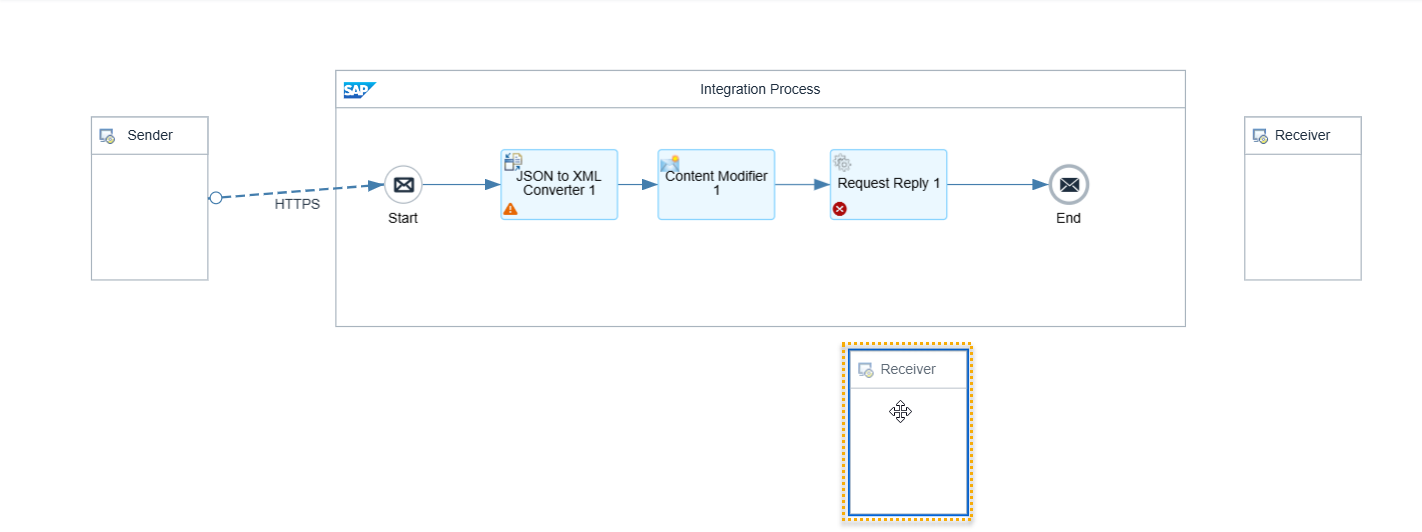 SAP
Integration Process
Sender
Receiver
JSON to XML
Converter 1
Content Modifier
1
Request Reply 1
HTTPS
Start
End
Receiver